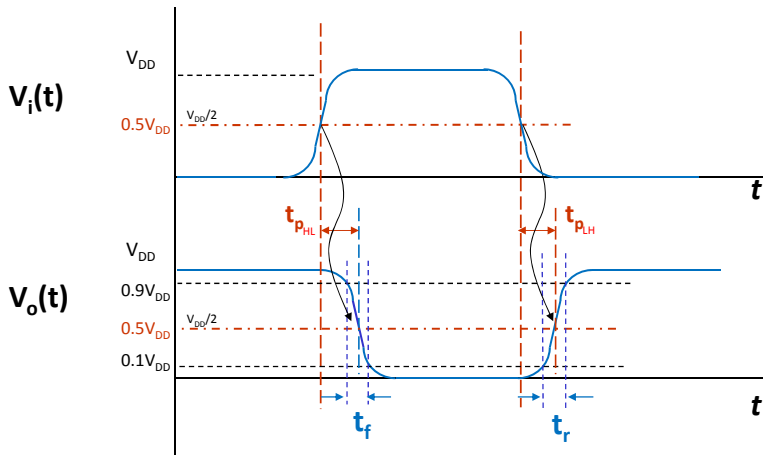 V_DD
V_i(t)
V_DD/2
0.5V_DD
t
t_pHL
t_pLH
V_DD
0.9V_DD
V_o(t)
V_DD/2
0.5V_DD
0.1V_DD
t
t_f
t_r